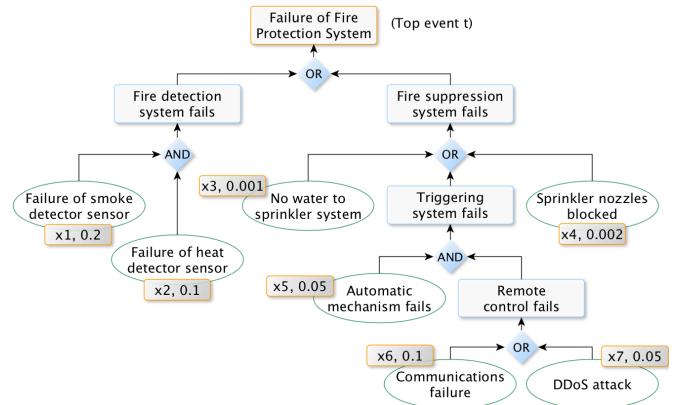 Failure of Fire
Protection System
(Top event t)
OR
Fire detection
system fails
Fire suppression
system fails
AND
OR
x3, 0.001
Failure of smoke
detector sensor
x1, 0.2
No water to
sprinkler system
Triggering
system fails
Sprinkler nozzles
blocked
x4, 0.002
Failure of heat
detector sensor
x2, 0.1
AND
x5, 0.05
Automatic
mechanism fails
Remote
control fails
OR
x6, 0.1
x7, 0.05
Communications
failure
DDoS attack